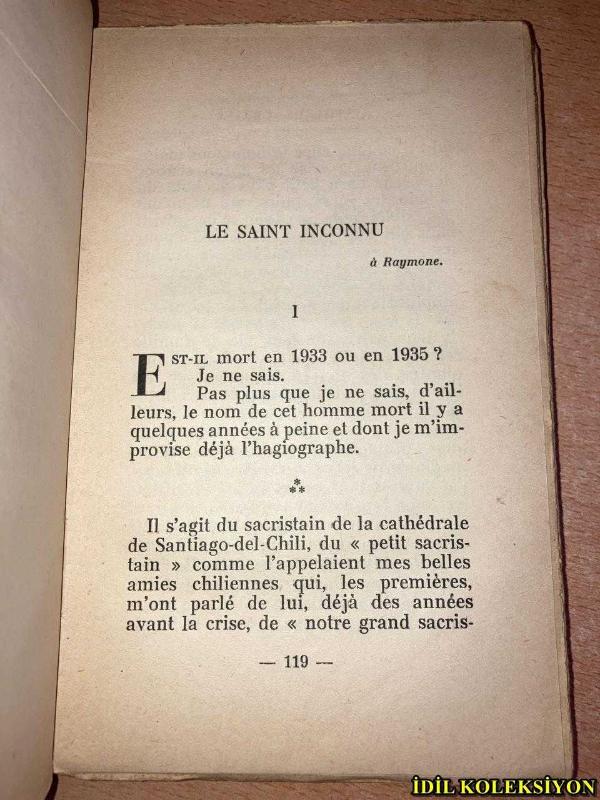 LE SAINT INCONNU
à Raymone.
I
EST-IL mort en 1933 ou en 1935 ?
Je ne sais.
Pas plus que je ne sais, d'ail-
leurs, le nom de cet homme mort il y a
quelques années à peine et dont je m'im-
provise déjà l'hagiographe.
⁂
Il s'agit du sacristain de la cathédrale
de Santiago-del-Chili, du « petit sacris-
tain » comme l'appelaient mes belles
amies chiliennes qui, les premières,
m'ont parlé de lui, déjà des années
avant la crise, de « notre grand sacris-
— 119 —
İDİL KOLEKSİYON